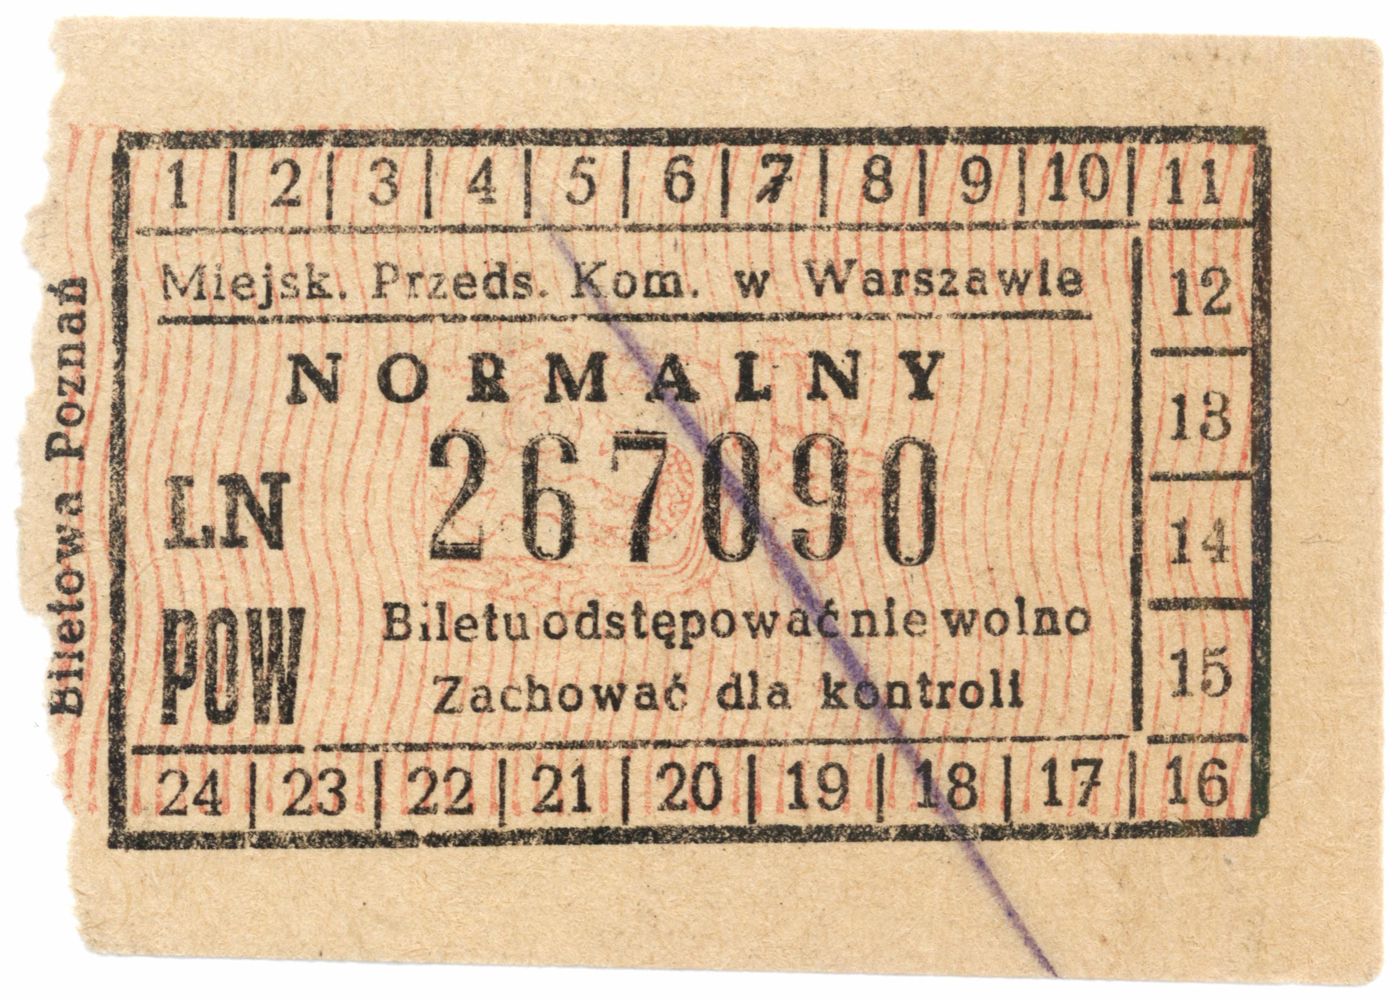 1 | 2 | 3 | 4 | 5 | 6 | 7 | 8 | 9 | 10 | 11
Miejsk. Przeds. Kom. w Warszawie
12
NORMALNY
13
LN 267090
14
POW
Biletu odstępować nie wolno
Zachować dla kontroli
15
24 | 23 | 22 | 21 | 20 | 19 | 18 | 17 | 16
Biletowa Poznań